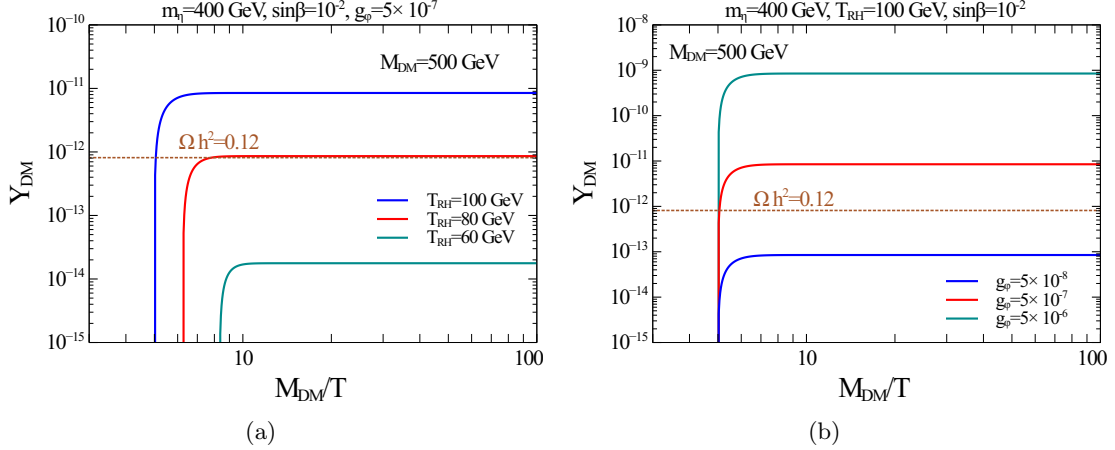 m_η=400 GeV, sinβ=10^-2, g_φ=5× 10^-7
10^-10
10^-11
10^-12
10^-13
10^-14
10^-15
Y_DM
M_DM=500 GeV
Ω h^2=0.12
T_RH=100 GeV
T_RH=80 GeV
T_RH=60 GeV
10
100
M_DM/T
(a)
m_η=400 GeV, T_RH=100 GeV, sinβ=10^-2
10^-8
10^-9
10^-10
10^-11
10^-12
10^-13
10^-14
10^-15
Y_DM
M_DM=500 GeV
Ω h^2=0.12
g_φ=5× 10^-8
g_φ=5× 10^-7
g_φ=5× 10^-6
10
100
M_DM/T
(b)